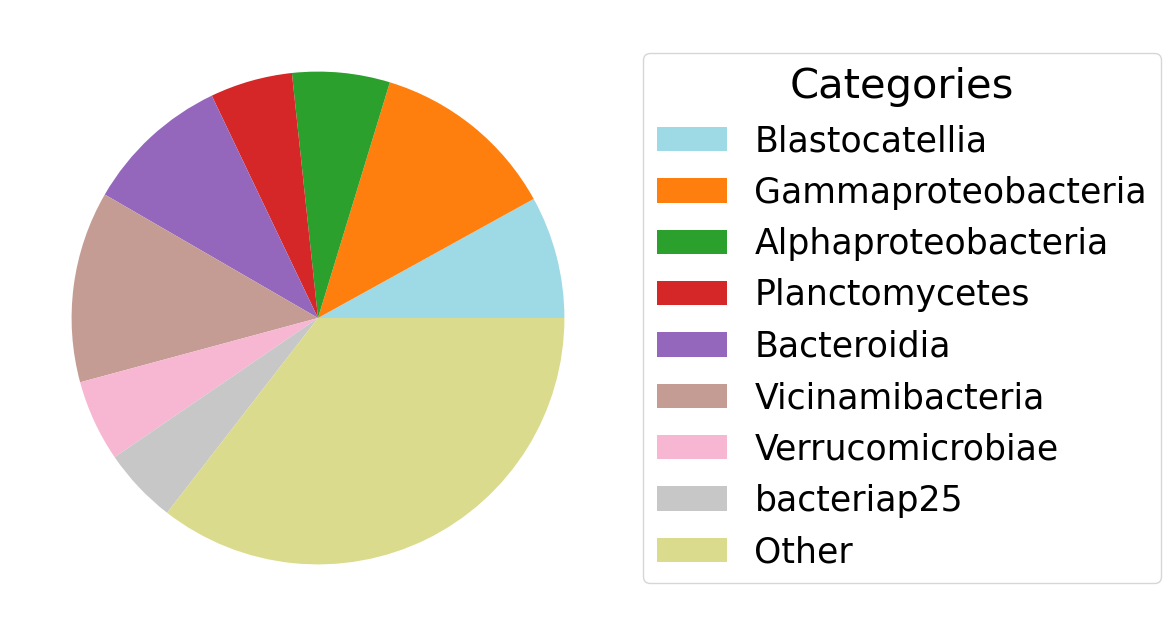 Categories
Blastocatellia
Gammaproteobacteria
Alphaproteobacteria
Planctomycetes
Bacteroidia
Vicinamibacteria
Verrucomicrobiae
bacteriap25
Other